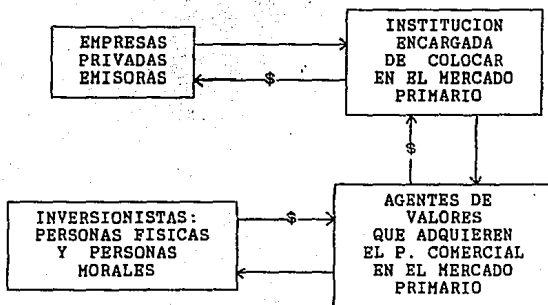 EMPRESAS
PRIVADAS
EMISORAS
$
INSTITUCION
ENCARGADA
DE COLOCAR
EN EL MERCADO
PRIMARIO
$
INVERSIONISTAS:
PERSONAS FISICAS
Y PERSONAS
MORALES
$
AGENTES DE
VALORES
QUE ADQUIEREN
EL P. COMERCIAL
EN EL MERCADO
PRIMARIO